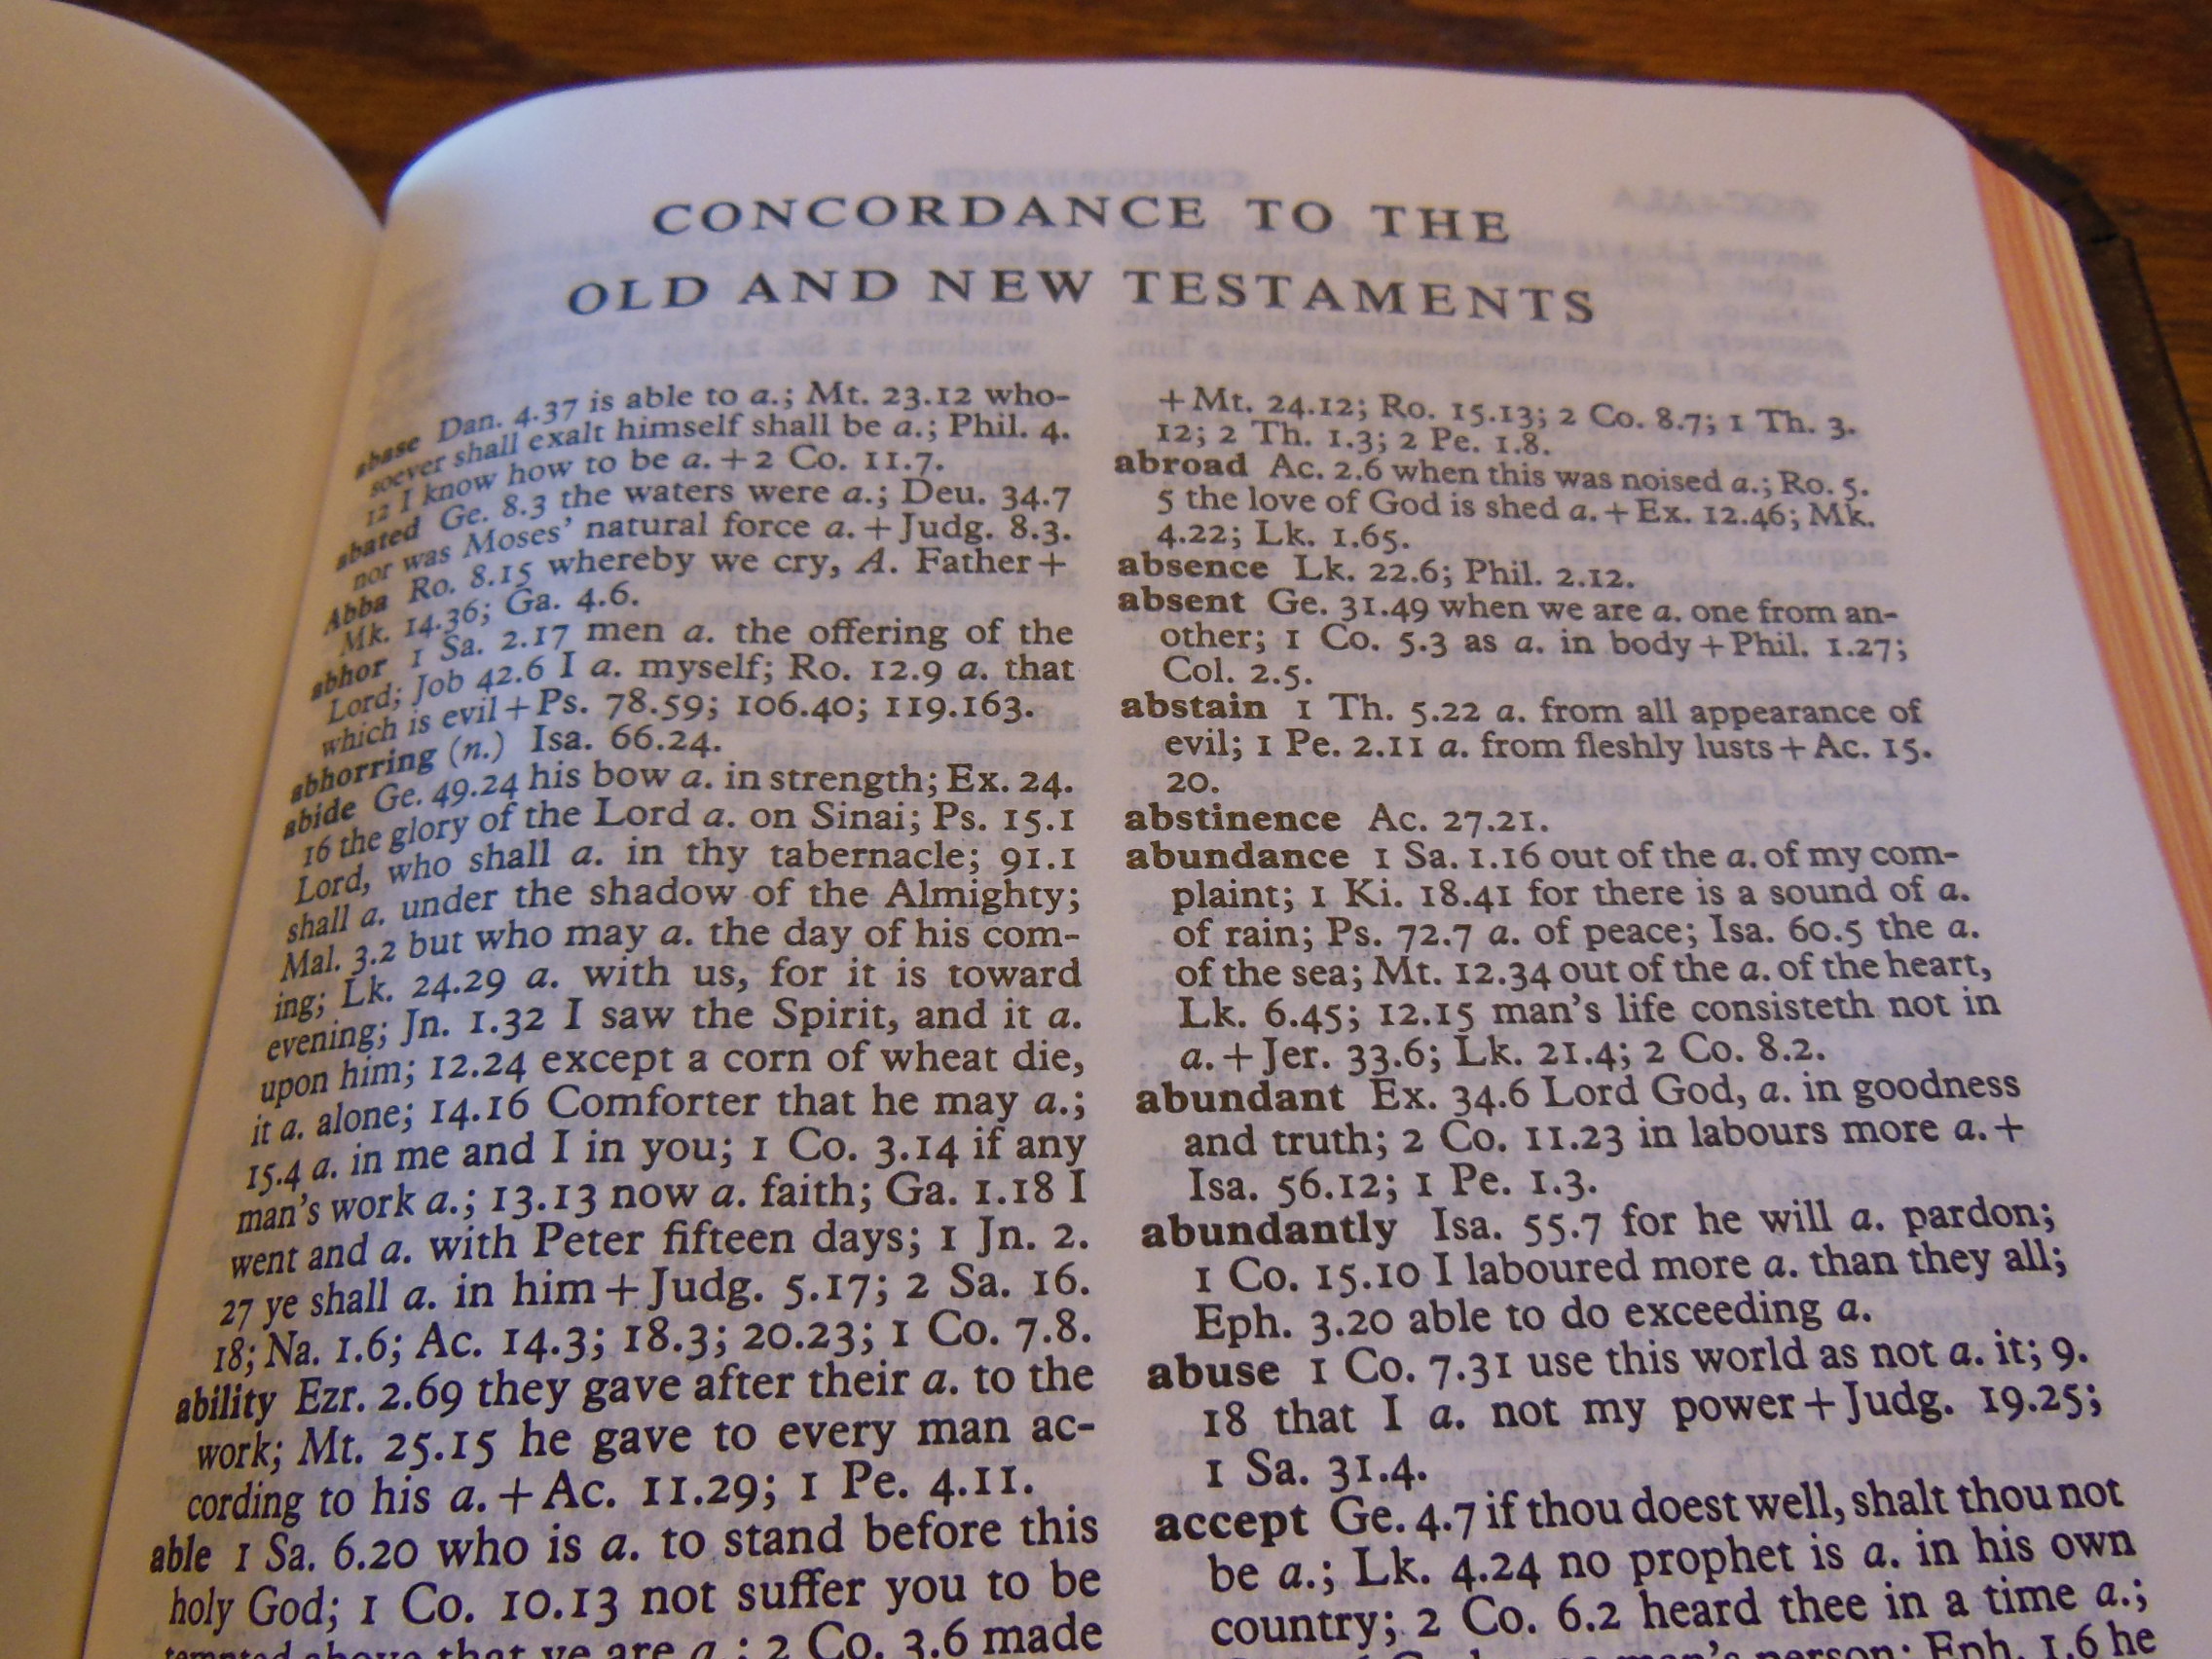 CONCORDANCE TO THE
OLD AND NEW TESTAMENTS
abase Dan. 4.37 is able to a.; Mt. 23.12 who-
soever shall exalt himself shall be a.; Phil. 4.
12 I know how to be a. + 2 Co. 11.7.
abated Ge. 8.3 the waters were a.; Deu. 34.7
nor was Moses' natural force a. + Judg. 8.3.
Abba Ro. 8.15 whereby we cry, A. Father +
Mk. 14.36; Ga. 4.6.
abhor 1 Sa. 2.17 men a. the offering of the
Lord; Job 42.6 I a. myself; Ro. 12.9 a. that
which is evil + Ps. 78.59; 106.40; 119.163.
abhorring (n.) Isa. 66.24.
abide Ge. 49.24 his bow a. in strength; Ex. 24.
16 the glory of the Lord a. on Sinai; Ps. 15.1
Lord, who shall a. in thy tabernacle; 91.1
shall a. under the shadow of the Almighty;
Mal. 3.2 but who may a. the day of his com-
ing; Lk. 24.29 a. with us, for it is toward
evening; Jn. 1.32 I saw the Spirit, and it a.
upon him; 12.24 except a corn of wheat die,
it a. alone; 14.16 Comforter that he may a.;
15.4 a. in me and I in you; 1 Co. 3.14 if any
man's work a.; 13.13 now a. faith; Ga. 1.18 I
went and a. with Peter fifteen days; 1 Jn. 2.
27 ye shall a. in him + Judg. 5.17; 2 Sa. 16.
18; Na. 1.6; Ac. 14.3; 18.3; 20.23; 1 Co. 7.8.
ability Ezr. 2.69 they gave after their a. to the
work; Mt. 25.15 he gave to every man ac-
cording to his a. + Ac. 11.29; 1 Pe. 4.11.
able 1 Sa. 6.20 who is a. to stand before this
holy God; 1 Co. 10.13 not suffer you to be
tempted above that ye are a.; 2 Co. 3.6 made
+ Mt. 24.12; Ro. 15.13; 2 Co. 8.7; 1 Th. 3.
12; 2 Th. 1.3; 2 Pe. 1.8.
abroad Ac. 2.6 when this was noised a.; Ro. 5.
5 the love of God is shed a. + Ex. 12.46; Mk.
4.22; Lk. 1.65.
absence Lk. 22.6; Phil. 2.12.
absent Ge. 31.49 when we are a. one from an-
other; 1 Co. 5.3 as a. in body + Phil. 1.27;
Col. 2.5.
abstain 1 Th. 5.22 a. from all appearance of
evil; 1 Pe. 2.11 a. from fleshly lusts + Ac. 15.
20.
abstinence Ac. 27.21.
abundance 1 Sa. 1.16 out of the a. of my com-
plaint; 1 Ki. 18.41 for there is a sound of a.
of rain; Ps. 72.7 a. of peace; Isa. 60.5 the a.
of the sea; Mt. 12.34 out of the a. of the heart,
Lk. 6.45; 12.15 man's life consisteth not in
a. + Jer. 33.6; Lk. 21.4; 2 Co. 8.2.
abundant Ex. 34.6 Lord God, a. in goodness
and truth; 2 Co. 11.23 in labours more a. +
Isa. 56.12; 1 Pe. 1.3.
abundantly Isa. 55.7 for he will a. pardon;
1 Co. 15.10 I laboured more a. than they all;
Eph. 3.20 able to do exceeding a.
abuse 1 Co. 7.31 use this world as not a. it; 9.
18 that I a. not my power + Judg. 19.25;
1 Sa. 31.4.
accept Ge. 4.7 if thou doest well, shalt thou not
be a.; Lk. 4.24 no prophet is a. in his own
country; 2 Co. 6.2 heard thee in a time a.;
man's person; Eph. 1.6 he